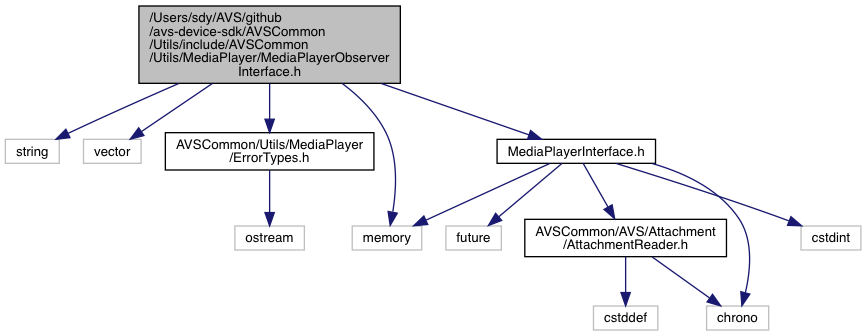 /Users/sdy/AVS/github
/avs-device-sdk/AVSCommon
/Utils/include/AVSCommon
/Utils/MediaPlayer/MediaPlayerObserver
Interface.h
string
vector
AVSCommon/Utils/MediaPlayer
/ErrorTypes.h
MediaPlayerInterface.h
ostream
memory
future
AVSCommon/AVS/Attachment
/AttachmentReader.h
cstdint
cstddef
chrono